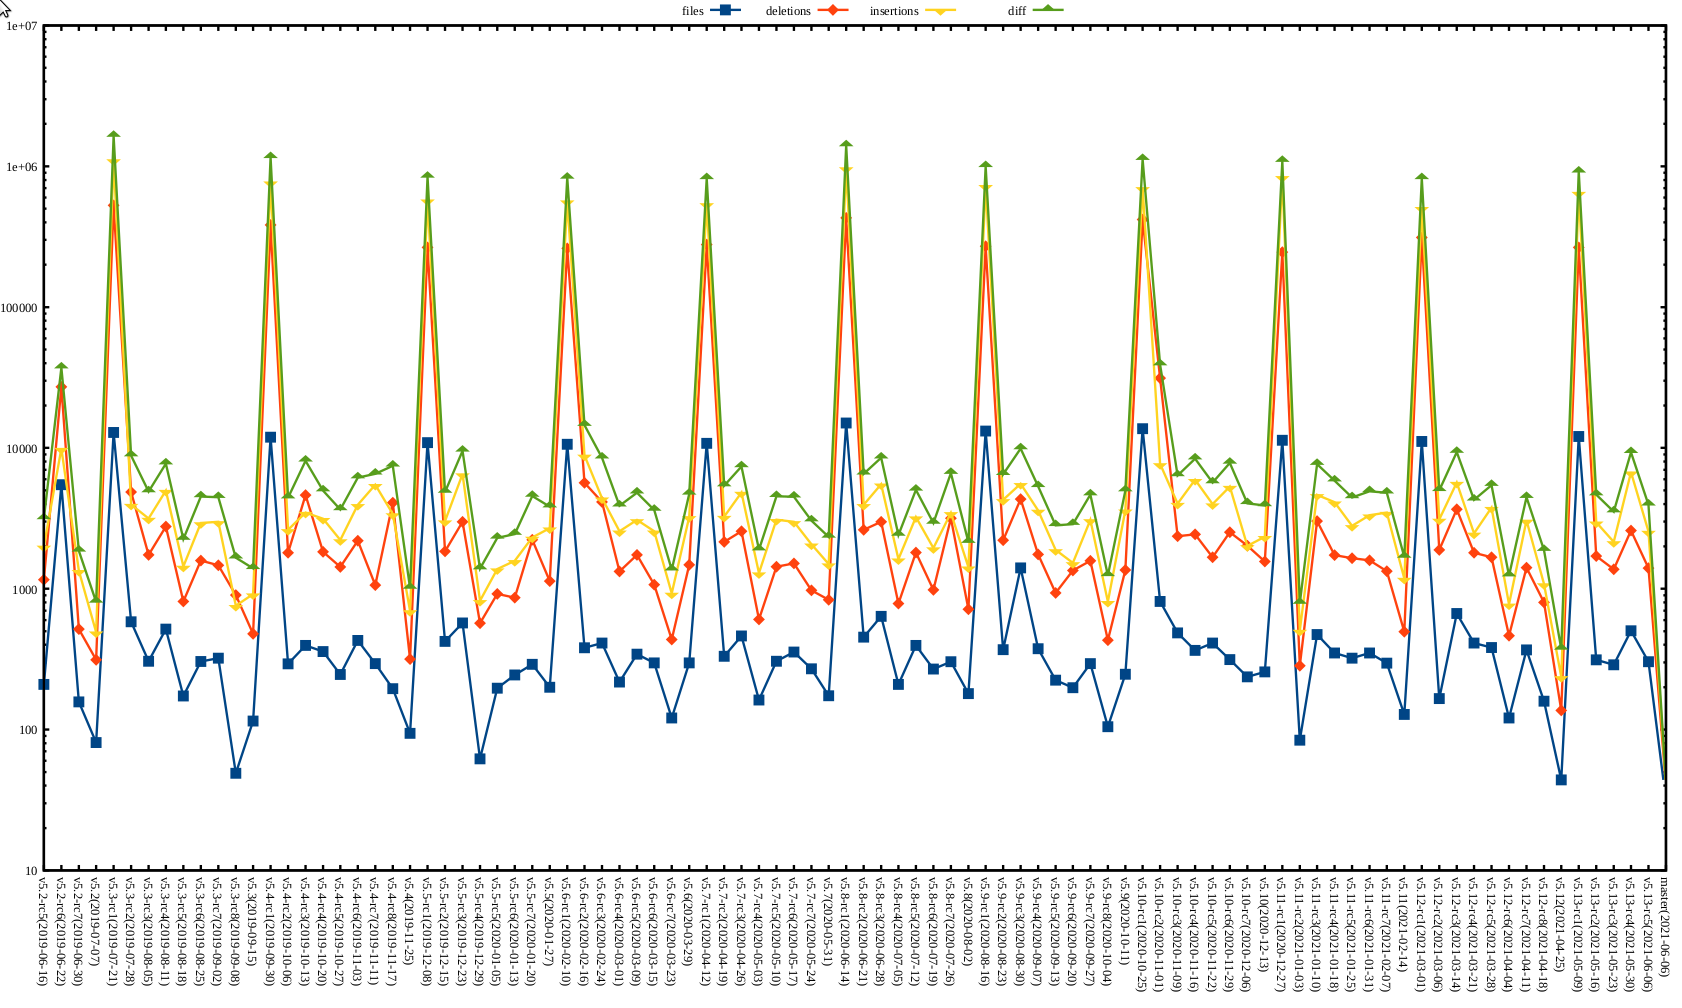 files
deletions
insertions
diff
1e+07
1e+06
100000
10000
1000
100
10
v5.2-rc5(2019-06-16)
v5.2-rc6(2019-06-22)
v5.2-rc7(2019-06-30)
v5.2(2019-07-07)
v5.3-rc1(2019-07-21)
v5.3-rc2(2019-07-28)
v5.3-rc3(2019-08-05)
v5.3-rc4(2019-08-11)
v5.3-rc5(2019-08-18)
v5.3-rc6(2019-08-25)
v5.3-rc7(2019-09-02)
v5.3-rc8(2019-09-08)
v5.3(2019-09-15)
v5.4-rc1(2019-09-30)
v5.4-rc2(2019-10-06)
v5.4-rc3(2019-10-13)
v5.4-rc4(2019-10-20)
v5.4-rc5(2019-10-27)
v5.4-rc6(2019-11-03)
v5.4-rc7(2019-11-11)
v5.4-rc8(2019-11-17)
v5.4(2019-11-25)
v5.5-rc1(2019-12-08)
v5.5-rc2(2019-12-15)
v5.5-rc3(2019-12-23)
v5.5-rc4(2019-12-29)
v5.5-rc5(2020-01-05)
v5.5-rc6(2020-01-13)
v5.5-rc7(2020-01-20)
v5.5(2020-01-27)
v5.6-rc1(2020-02-10)
v5.6-rc2(2020-02-16)
v5.6-rc3(2020-02-24)
v5.6-rc4(2020-03-01)
v5.6-rc5(2020-03-09)
v5.6-rc6(2020-03-15)
v5.6-rc7(2020-03-23)
v5.6(2020-03-29)
v5.7-rc1(2020-04-12)
v5.7-rc2(2020-04-19)
v5.7-rc3(2020-04-26)
v5.7-rc4(2020-05-03)
v5.7-rc5(2020-05-10)
v5.7-rc6(2020-05-17)
v5.7-rc7(2020-05-24)
v5.7(2020-05-31)
v5.8-rc1(2020-06-14)
v5.8-rc2(2020-06-21)
v5.8-rc3(2020-06-28)
v5.8-rc4(2020-07-05)
v5.8-rc5(2020-07-12)
v5.8-rc6(2020-07-19)
v5.8-rc7(2020-07-26)
v5.8(2020-08-02)
v5.9-rc1(2020-08-16)
v5.9-rc2(2020-08-23)
v5.9-rc3(2020-08-30)
v5.9-rc4(2020-09-07)
v5.9-rc5(2020-09-13)
v5.9-rc6(2020-09-20)
v5.9-rc7(2020-09-27)
v5.9-rc8(2020-10-04)
v5.9(2020-10-11)
v5.10-rc1(2020-10-25)
v5.10-rc2(2020-11-01)
v5.10-rc3(2020-11-09)
v5.10-rc4(2020-11-16)
v5.10-rc5(2020-11-22)
v5.10-rc6(2020-11-29)
v5.10-rc7(2020-12-06)
v5.10(2020-12-13)
v5.11-rc1(2020-12-27)
v5.11-rc2(2021-01-03)
v5.11-rc3(2021-01-10)
v5.11-rc4(2021-01-18)
v5.11-rc5(2021-01-25)
v5.11-rc6(2021-01-31)
v5.11-rc7(2021-02-07)
v5.11(2021-02-14)
v5.12-rc1(2021-03-01)
v5.12-rc2(2021-03-06)
v5.12-rc3(2021-03-14)
v5.12-rc4(2021-03-21)
v5.12-rc5(2021-03-28)
v5.12-rc6(2021-04-04)
v5.12-rc7(2021-04-11)
v5.12-rc8(2021-04-18)
v5.12(2021-04-25)
v5.13-rc1(2021-05-09)
v5.13-rc2(2021-05-16)
v5.13-rc3(2021-05-23)
v5.13-rc4(2021-05-30)
v5.13-rc5(2021-06-06)
master(2021-06-06)